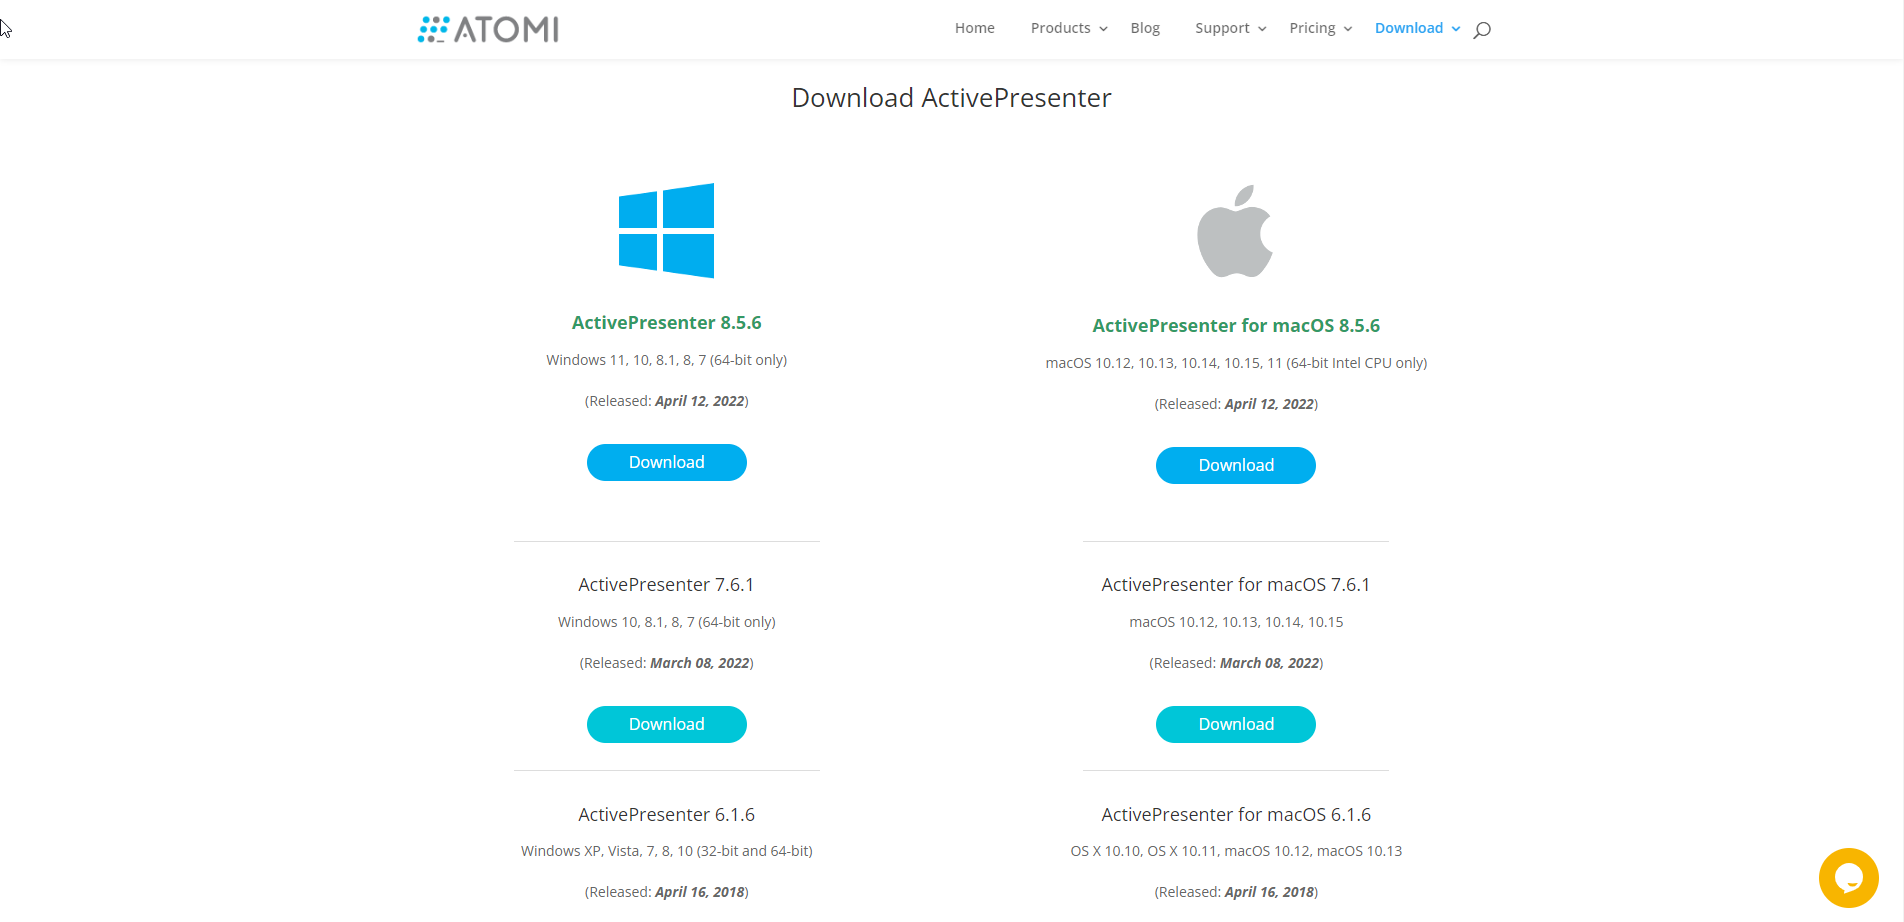 ATOMI
Home Products Blog Support Pricing Download
Download ActivePresenter
ActivePresenter 8.5.6
Windows 11, 10, 8.1, 8, 7 (64-bit only)
(Released: April 12, 2022)
Download
ActivePresenter for macOS 8.5.6
macOS 10.12, 10.13, 10.14, 10.15, 11 (64-bit Intel CPU only)
(Released: April 12, 2022)
Download
ActivePresenter 7.6.1
Windows 10, 8.1, 8, 7 (64-bit only)
(Released: March 08, 2022)
Download
ActivePresenter for macOS 7.6.1
macOS 10.12, 10.13, 10.14, 10.15
(Released: March 08, 2022)
Download
ActivePresenter 6.1.6
Windows XP, Vista, 7, 8, 10 (32-bit and 64-bit)
(Released: April 16, 2018)
ActivePresenter for macOS 6.1.6
OS X 10.10, OS X 10.11, macOS 10.12, macOS 10.13
(Released: April 16, 2018)